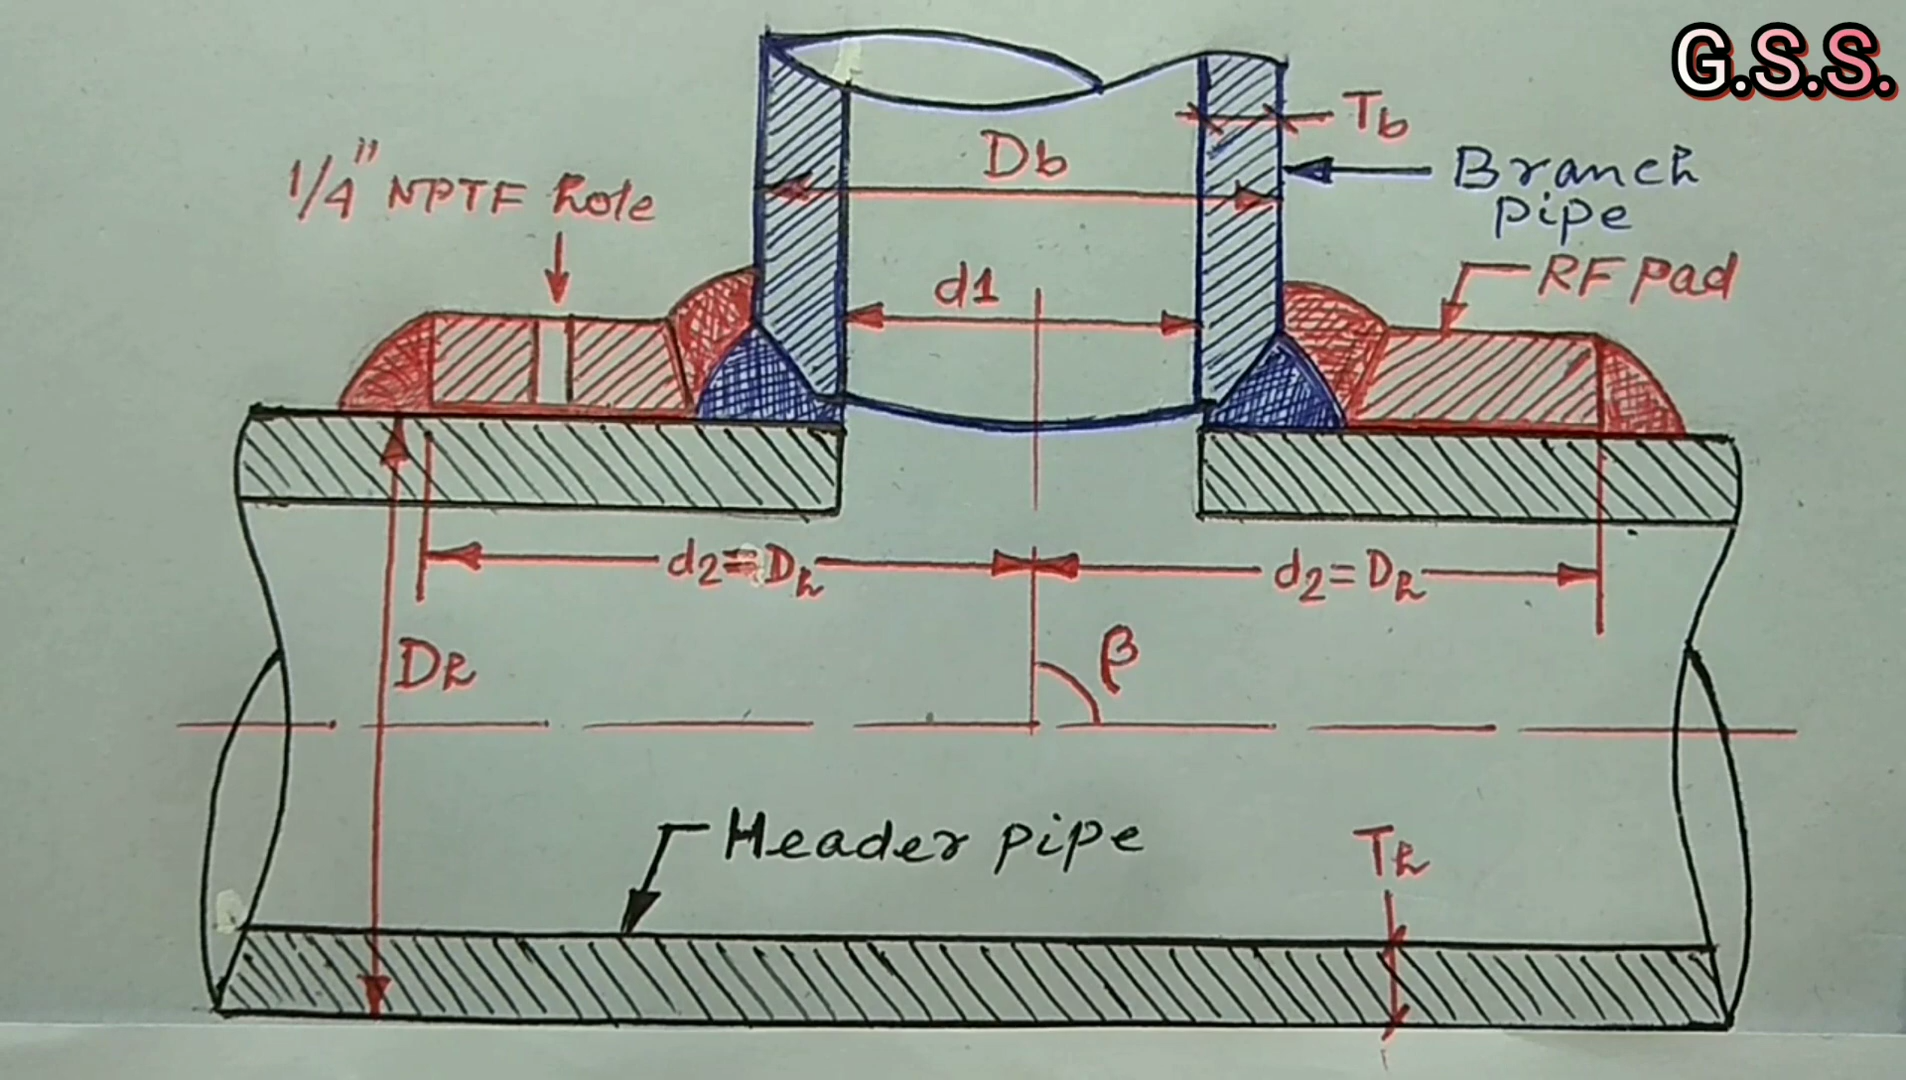 G.S.S.
Tb
Db
Branch
pipe
1/4" NPTF hole
RF pad
d1
d2=Dh
d2=Dh
Dh
β
Header pipe
Th